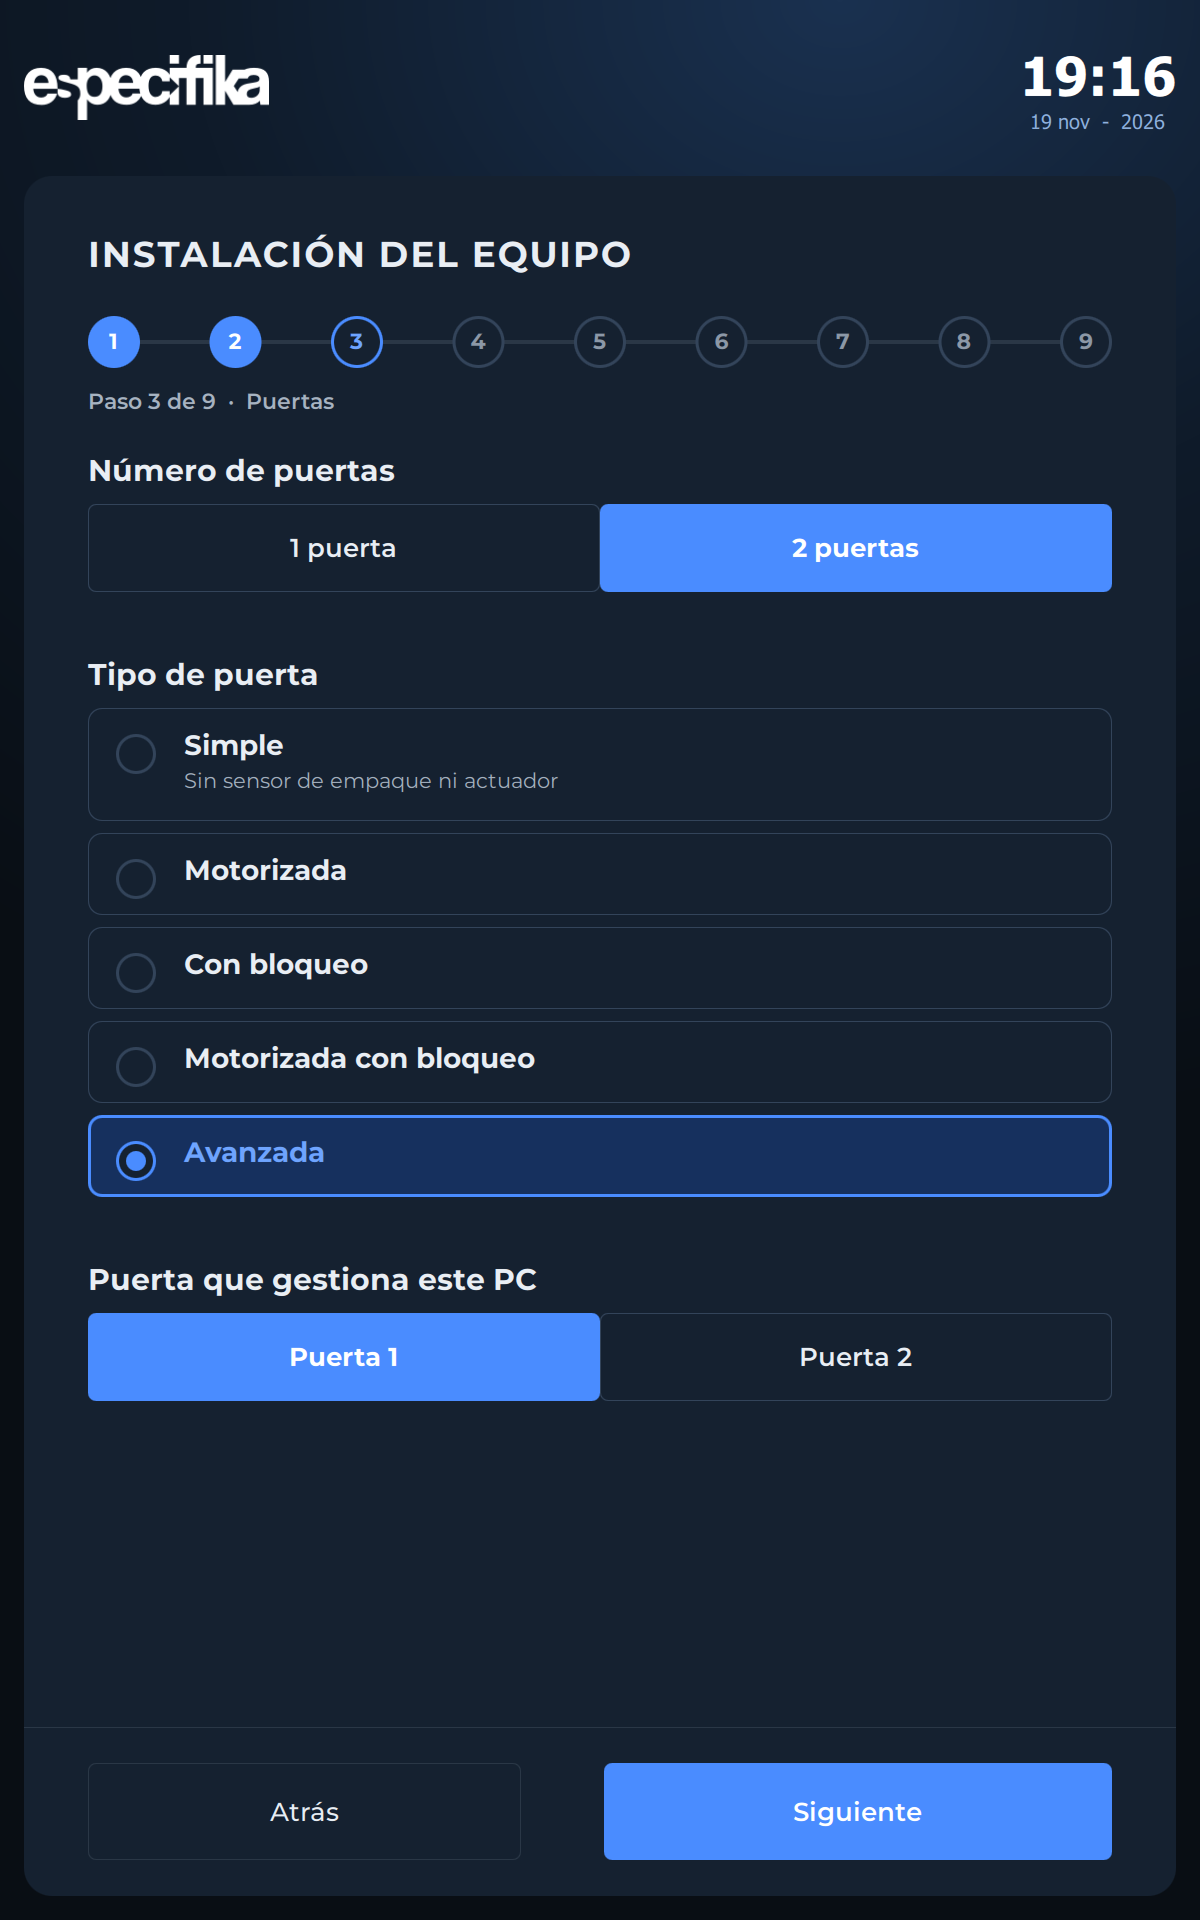 especifika
19:16
19 nov - 2026
INSTALACIÓN DEL EQUIPO
1 2 3 4 5 6 7 8 9
Paso 3 de 9 · Puertas
Número de puertas
1 puerta
2 puertas
Tipo de puerta
Simple
Sin sensor de empaque ni actuador
Motorizada
Con bloqueo
Motorizada con bloqueo
Avanzada
Puerta que gestiona este PC
Puerta 1
Puerta 2
Atrás
Siguiente